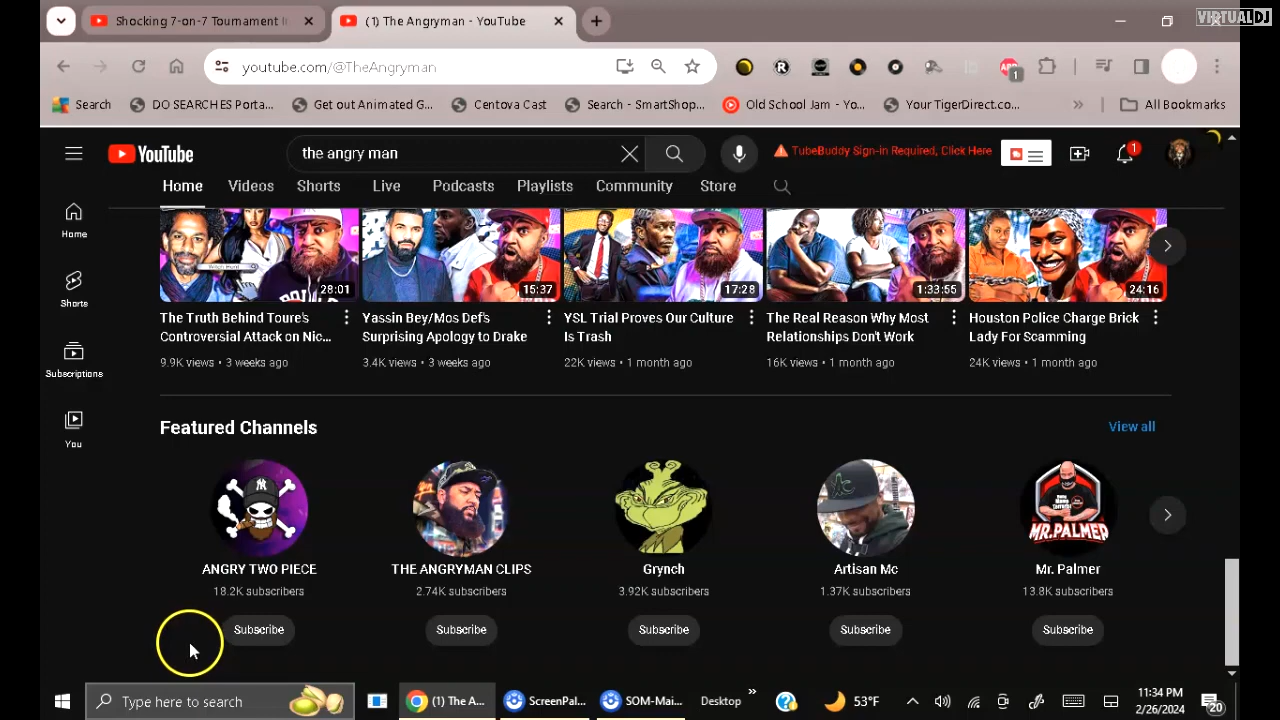 VIRTUALDJ
Shocking 7-on-7 Tournament I
(1) The Angryman - YouTube
youtube.com/@TheAngryman
1
Search
DO SEARCHES Porta...
Get out Animated G...
Centova Cast
Search - SmartShop...
Old School Jam - Yo...
Your TigerDirect.co...
All Bookmarks
YouTube
the angry man
TubeBuddy Sign-in Required, Click Here
1
Home Videos Shorts Live Podcasts Playlists Community Store
Home
Shorts
Subscriptions
You
28:01
15:37
17:28
1:33:55
24:16
The Truth Behind Toure's
Controversial Attack on Nic...
9.9K views • 3 weeks ago
Yassin Bey/Mos Def's
Surprising Apology to Drake
3.4K views • 3 weeks ago
YSL Trial Proves Our Culture
Is Trash
22K views • 1 month ago
The Real Reason Why Most
Relationships Don't Work
16K views • 1 month ago
Houston Police Charge Brick
Lady For Scamming
24K views • 1 month ago
Featured Channels
View all
ANGRY TWO PIECE
18.2K subscribers
Subscribe
THE ANGRYMAN CLIPS
2.74K subscribers
Subscribe
Grynch
3.92K subscribers
Subscribe
Artisan Mc
1.37K subscribers
Subscribe
MR.PALMER
Mr. Palmer
13.8K subscribers
Subscribe
Type here to search
(1) The A...
ScreenPal...
SOM-Mai...
Desktop
53°F
11:34 PM
2/26/2024
20